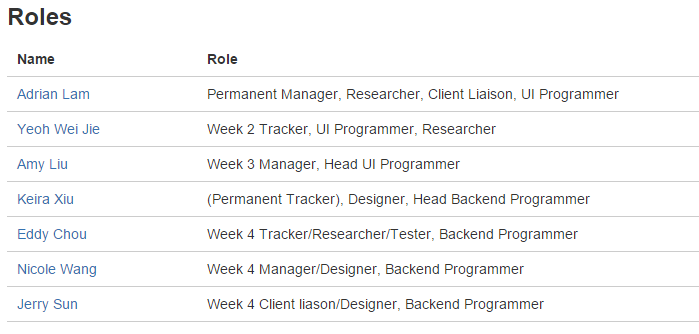 Roles
Name Role
Adrian Lam Permanent Manager, Researcher, Client Liaison, UI Programmer
Yeoh Wei Jie Week 2 Tracker, UI Programmer, Researcher
Amy Liu Week 3 Manager, Head UI Programmer
Keira Xiu (Permanent Tracker), Designer, Head Backend Programmer
Eddy Chou Week 4 Tracker/Researcher/Tester, Backend Programmer
Nicole Wang Week 4 Manager/Designer, Backend Programmer
Jerry Sun Week 4 Client liason/Designer, Backend Programmer